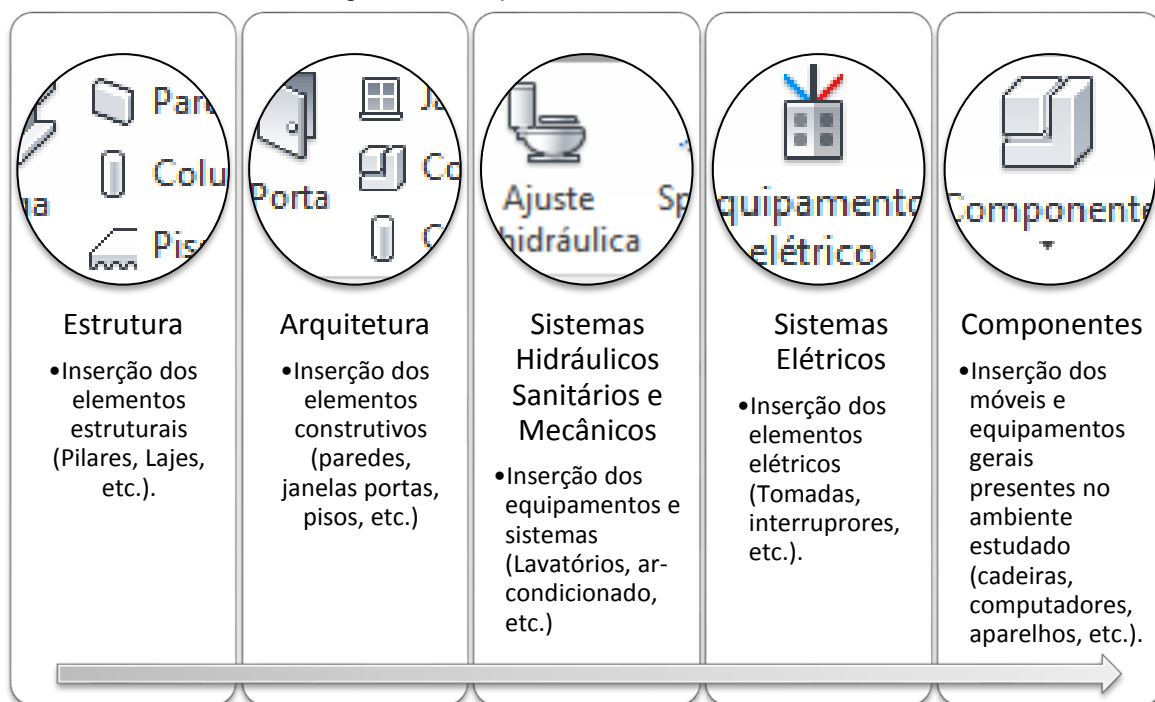 Pare
Colu
Pis
Porta
Ja
Co
Ajuste
hidráulica
Sp
quipamento
elétrico
omponente
Estrutura
•Inserção dos
elementos
estruturais
(Pilares, Lajes,
etc.).
Arquitetura
•Inserção dos
elementos
construtivos
(paredes,
janelas portas,
pisos, etc.)
Sistemas
Hidráulicos
Sanitários e
Mecânicos
•Inserção dos
equipamentos e
sistemas
(Lavatórios, ar-
condicionado,
etc.)
Sistemas
Elétricos
•Inserção dos
elementos
elétricos
(Tomadas,
interruprores,
etc.).
Componentes
•Inserção dos
móveis e
equipamentos
gerais
presentes no
ambiente
estudado
(cadeiras,
computadores,
aparelhos, etc.).